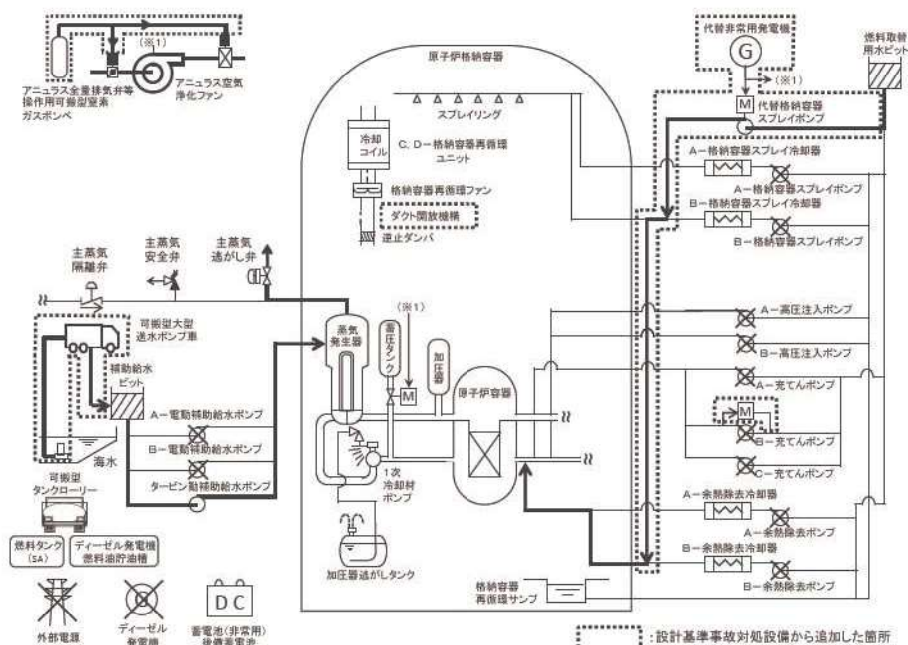 (※1)
アニュラス空気
浄化ファン
アニュラス全量排気弁等
操作用可搬型窒素
ガスボンベ
原子炉格納容器
スプレイリング
冷却
コイル
C, D-格納容器再循環
ユニット
格納容器再循環ファン
ダクト開放機構
逆止ダンパ
代替非常用発電機
G
(※1)
M
代替格納容器
スプレイポンプ
燃料取替
用水ピット
A-格納容器スプレイ冷却器
A-格納容器スプレイポンプ
B-格納容器スプレイ冷却器
B-格納容器スプレイポンプ
主蒸気
隔離弁
主蒸気
安全弁
主蒸気
逃がし弁
可搬型大型
送水ポンプ車
補助給水
ピット
A-電動補助給水ポンプ
B-電動補助給水ポンプ
タービン動補助給水ポンプ
海水
蒸気
発生器
蓄圧タンク
(※1)
M
加圧器
原子炉容器
1次
冷却材
ポンプ
加圧器逃がしタンク
A-高圧注入ポンプ
B-高圧注入ポンプ
A-充てんポンプ
M
B-充てんポンプ
C-充てんポンプ
A-余熱除去冷却器
A-余熱除去ポンプ
B-余熱除去冷却器
B-余熱除去ポンプ
格納容器
再循環サンプ
可搬型
タンクローリー
燃料タンク
(SA)
ディーゼル発電機
燃料油貯油槽
外部電源
G
ディーゼル
発電機
DC
蓄電池(非常用)
後備蓄電池
:設計基準事故対処設備から追加した箇所